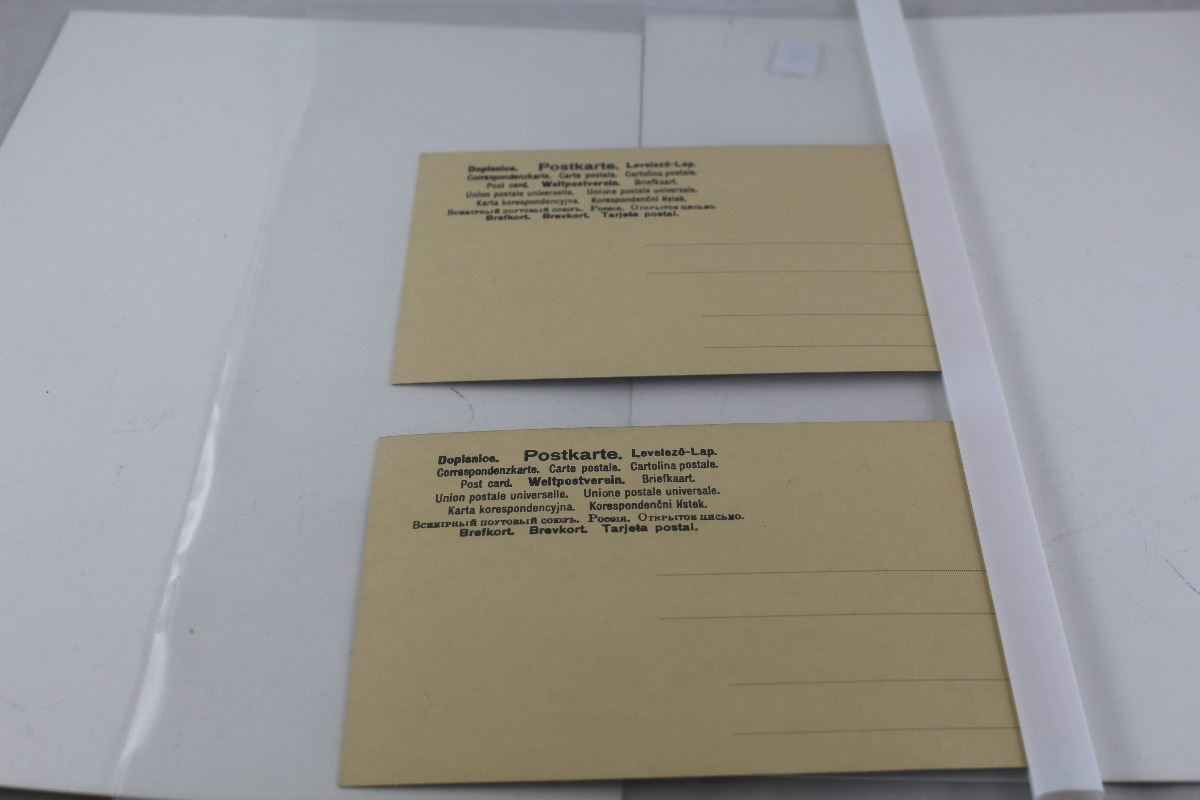 Doplanice. Postkarte. Levelező-Lap.
Correspondenzkarte. Carte postale. Cartolina postale.
Post card. Weltpostverein. Briefkaart.
Union postale universelle. Unione postale universale.
Karta korespondencyjna. Korespondenční lístek.
Всемірный почтовый союзъ. Россія. Открытое письмо.
Brefkort. Brevkort. Tarjeta postal.
Doplanice. Postkarte. Levelező-Lap.
Correspondenzkarte. Carte postale. Cartolina postale.
Post card. Weltpostverein. Briefkaart.
Union postale universelle. Unione postale universale.
Karta korespondencyjna. Korespondenční lístek.
Всемірный почтовый союзъ. Россія. Открытое письмо.
Brefkort. Brevkort. Tarjeta postal.